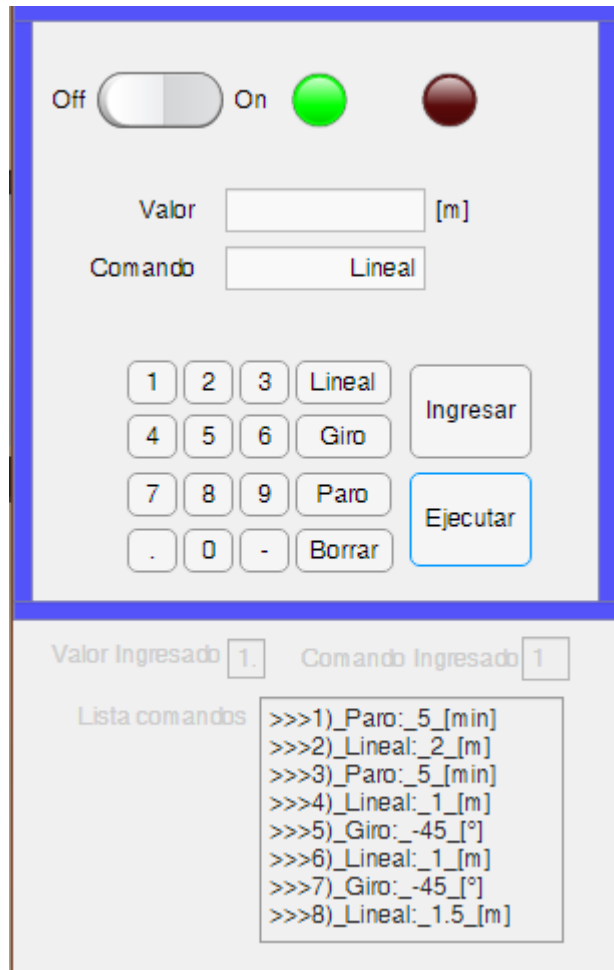 Off On
Valor [m]
Comando Lineal
1 2 3 Lineal
Ingresar
4 5 6 Giro
7 8 9 Paro
Ejecutar
. 0 - Borrar
Valor Ingresado 1. Comando Ingresado 1
Lista comandos
>>>1)_Paro:_5_[min]
>>>2)_Lineal:_2_[m]
>>>3)_Paro:_5_[min]
>>>4)_Lineal:_1_[m]
>>>5)_Giro:_-45_[°]
>>>6)_Lineal:_1_[m]
>>>7)_Giro:_-45_[°]
>>>8)_Lineal:_1.5_[m]